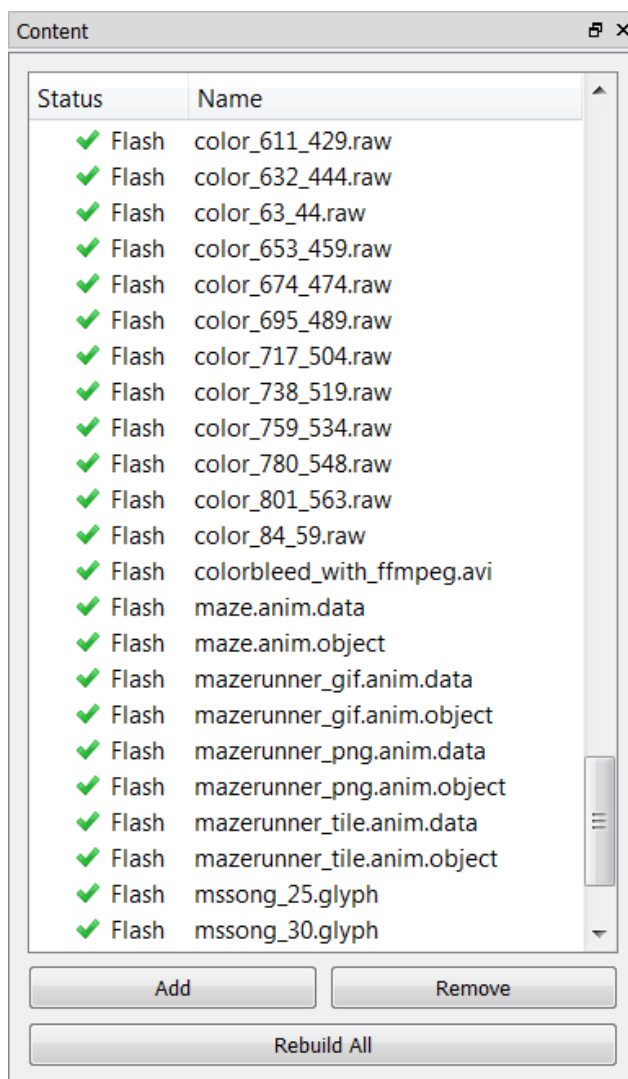 Content
Status Name
Flash color_611_429.raw
Flash color_632_444.raw
Flash color_63_44.raw
Flash color_653_459.raw
Flash color_674_474.raw
Flash color_695_489.raw
Flash color_717_504.raw
Flash color_738_519.raw
Flash color_759_534.raw
Flash color_780_548.raw
Flash color_801_563.raw
Flash color_84_59.raw
Flash colorbleed_with_ffmpeg.avi
Flash maze.anim.data
Flash maze.anim.object
Flash mazerunner_gif.anim.data
Flash mazerunner_gif.anim.object
Flash mazerunner_png.anim.data
Flash mazerunner_png.anim.object
Flash mazerunner_tile.anim.data
Flash mazerunner_tile.anim.object
Flash mssong_25.glyph
Flash mssong_30.glyph
Add Remove
Rebuild All